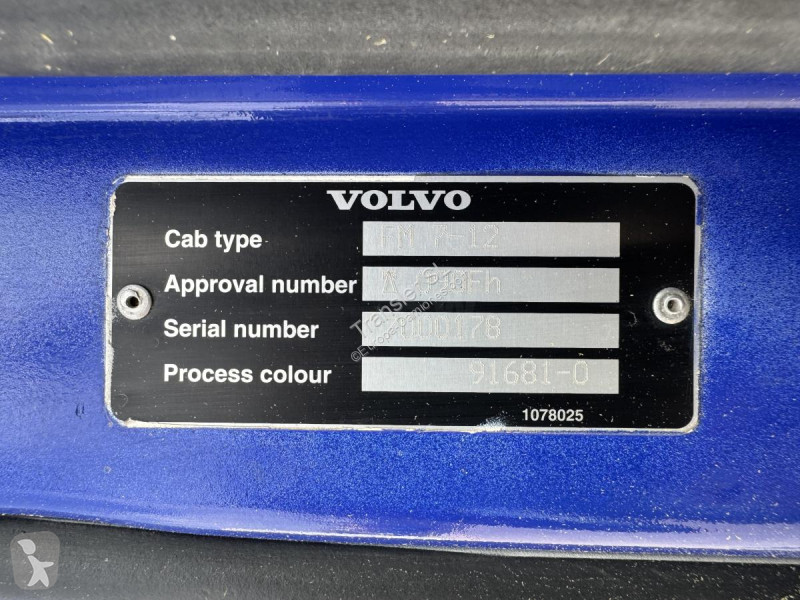 VOLVO
Cab type FM 7-12
Approval number
Serial number
Process colour 91681-0
1078025